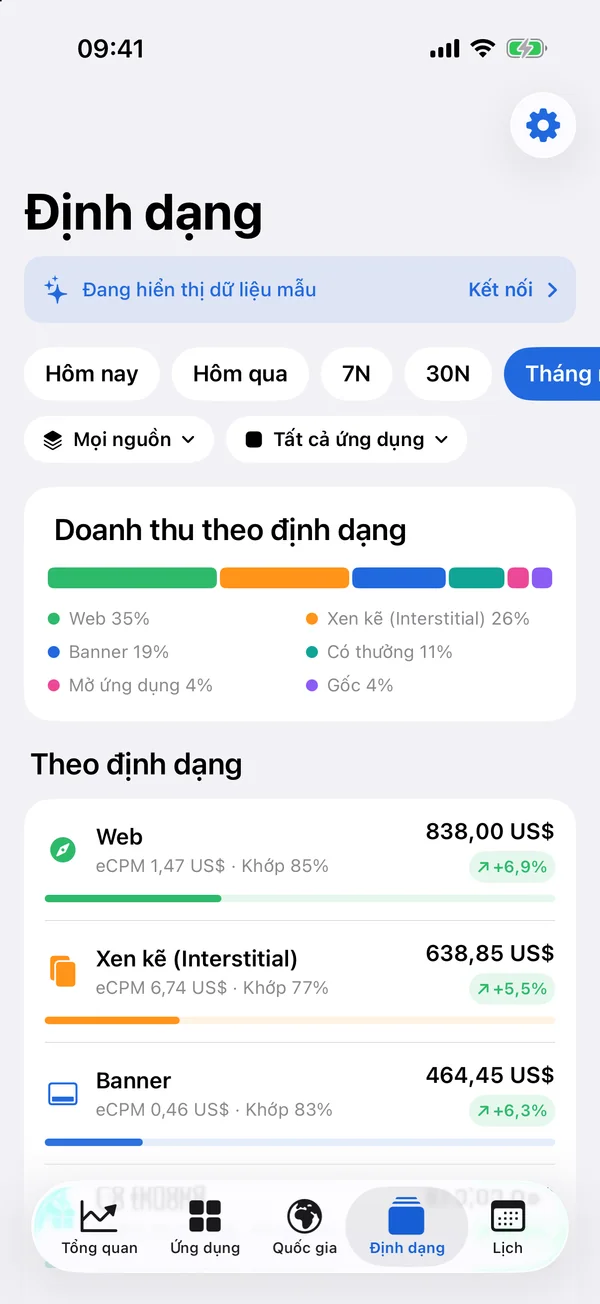 09:41
Định dạng
Đang hiển thị dữ liệu mẫu Kết nối
Hôm nay Hôm qua 7N 30N Tháng
Mọi nguồn Tất cả ứng dụng
Doanh thu theo định dạng
Web 35% Xen kẽ (Interstitial) 26%
Banner 19% Có thưởng 11%
Mở ứng dụng 4% Gốc 4%
Theo định dạng
Web 838,00 US$
eCPM 1,47 US$ · Khớp 85% +6,9%
Xen kẽ (Interstitial) 638,85 US$
eCPM 6,74 US$ · Khớp 77% +5,5%
Banner 464,45 US$
eCPM 0,46 US$ · Khớp 83% +6,3%
Tổng quan Ứng dụng Quốc gia Định dạng Lịch